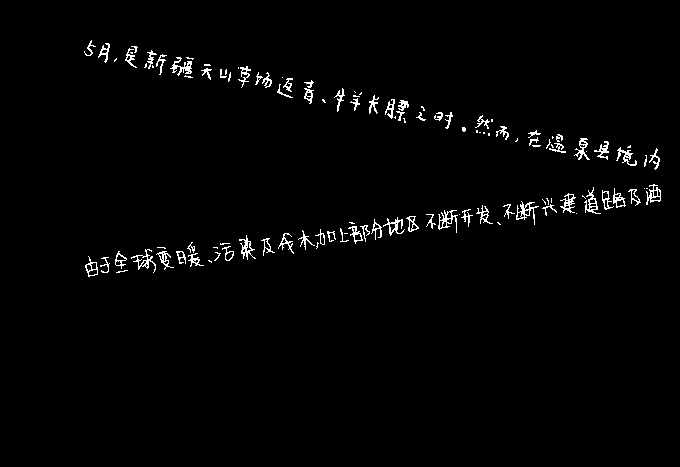 5月,是新疆天山草场返青、牛羊长膘之时。然而,在温泉县境内
由于全球变暖、污染及伐木,加上部分地区不断开发、不断兴建道路及酒